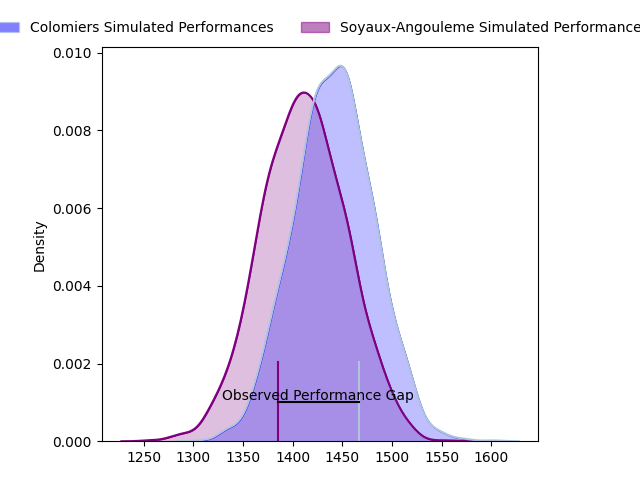 Colomiers Simulated Performances Soyaux-Angouleme Simulated Performance
0.010
0.008
0.006
0.004
0.002
0.000
Density
Observed Performance Gap
1250 1300 1350 1400 1450 1500 1550 1600